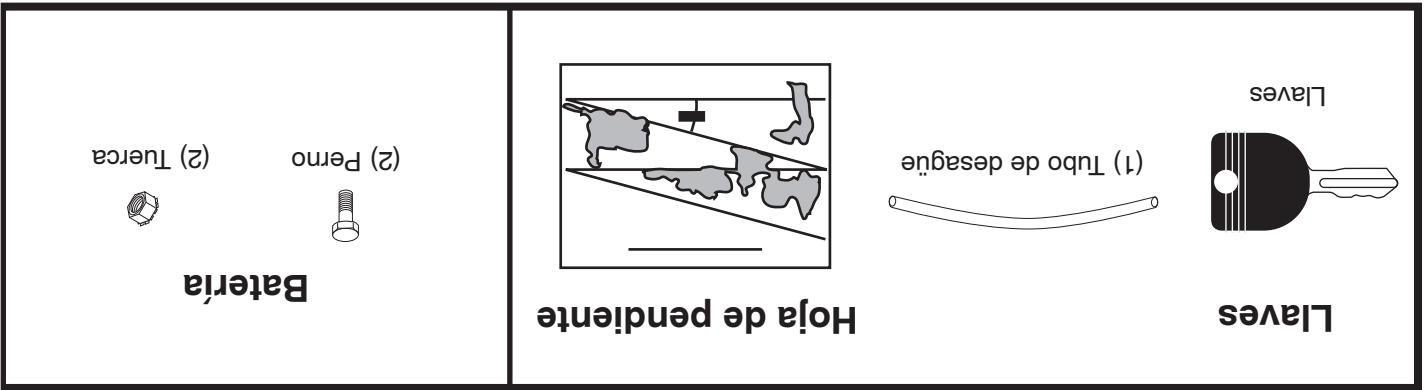 Llaves
Hoja de pendiente
Batería
(1) Tubo de desagüe
Llaves
(2) Perno
(2) Tuerca